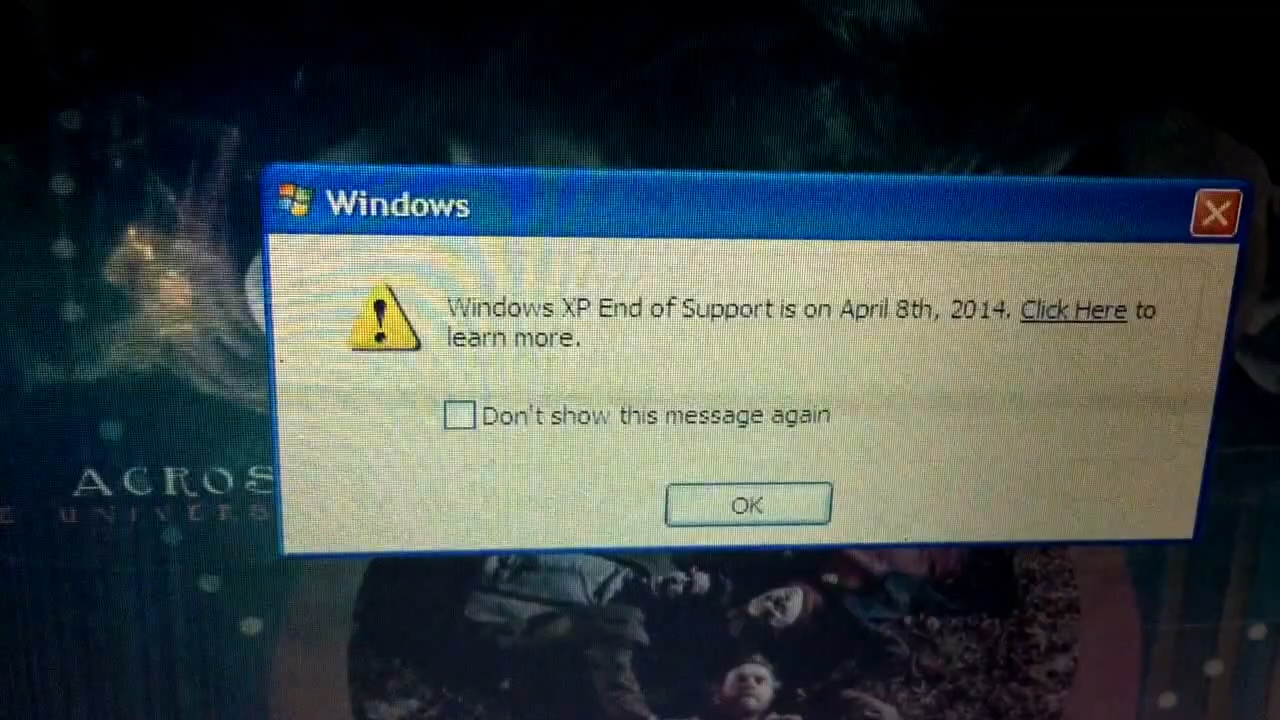 Windows
Windows XP End of Support is on April 8th, 2014. Click Here to
learn more.
Don't show this message again
OK
ACROS
E UNIVERS